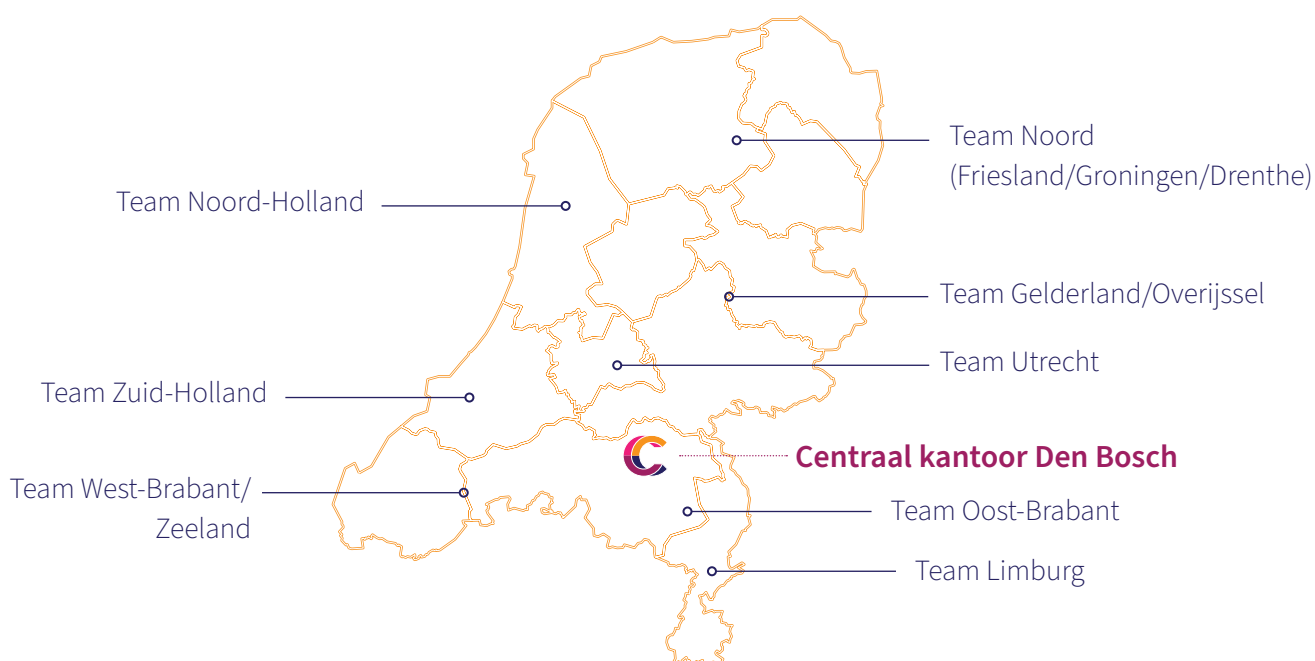 Team Noord
(Friesland/Groningen/Drenthe)
Team Noord-Holland
Team Gelderland/Overijssel
Team Utrecht
Team Zuid-Holland
Centraal kantoor Den Bosch
Team West-Brabant/
Zeeland
Team Oost-Brabant
Team Limburg